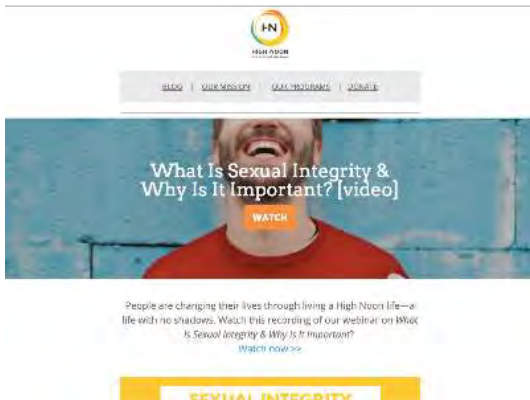 HN
HIGH NOON
BLOG | OUR MISSION | OUR PROGRAMS | DONATE
What Is Sexual Integrity &
Why Is It Important? [video]
WATCH
People are changing their lives through living a High Noon life—a
life with no shadows. Watch this recording of our webinar on What
Is Sexual Integrity & Why Is It Important?
Watch now >>
SEXUAL INTEGRITY